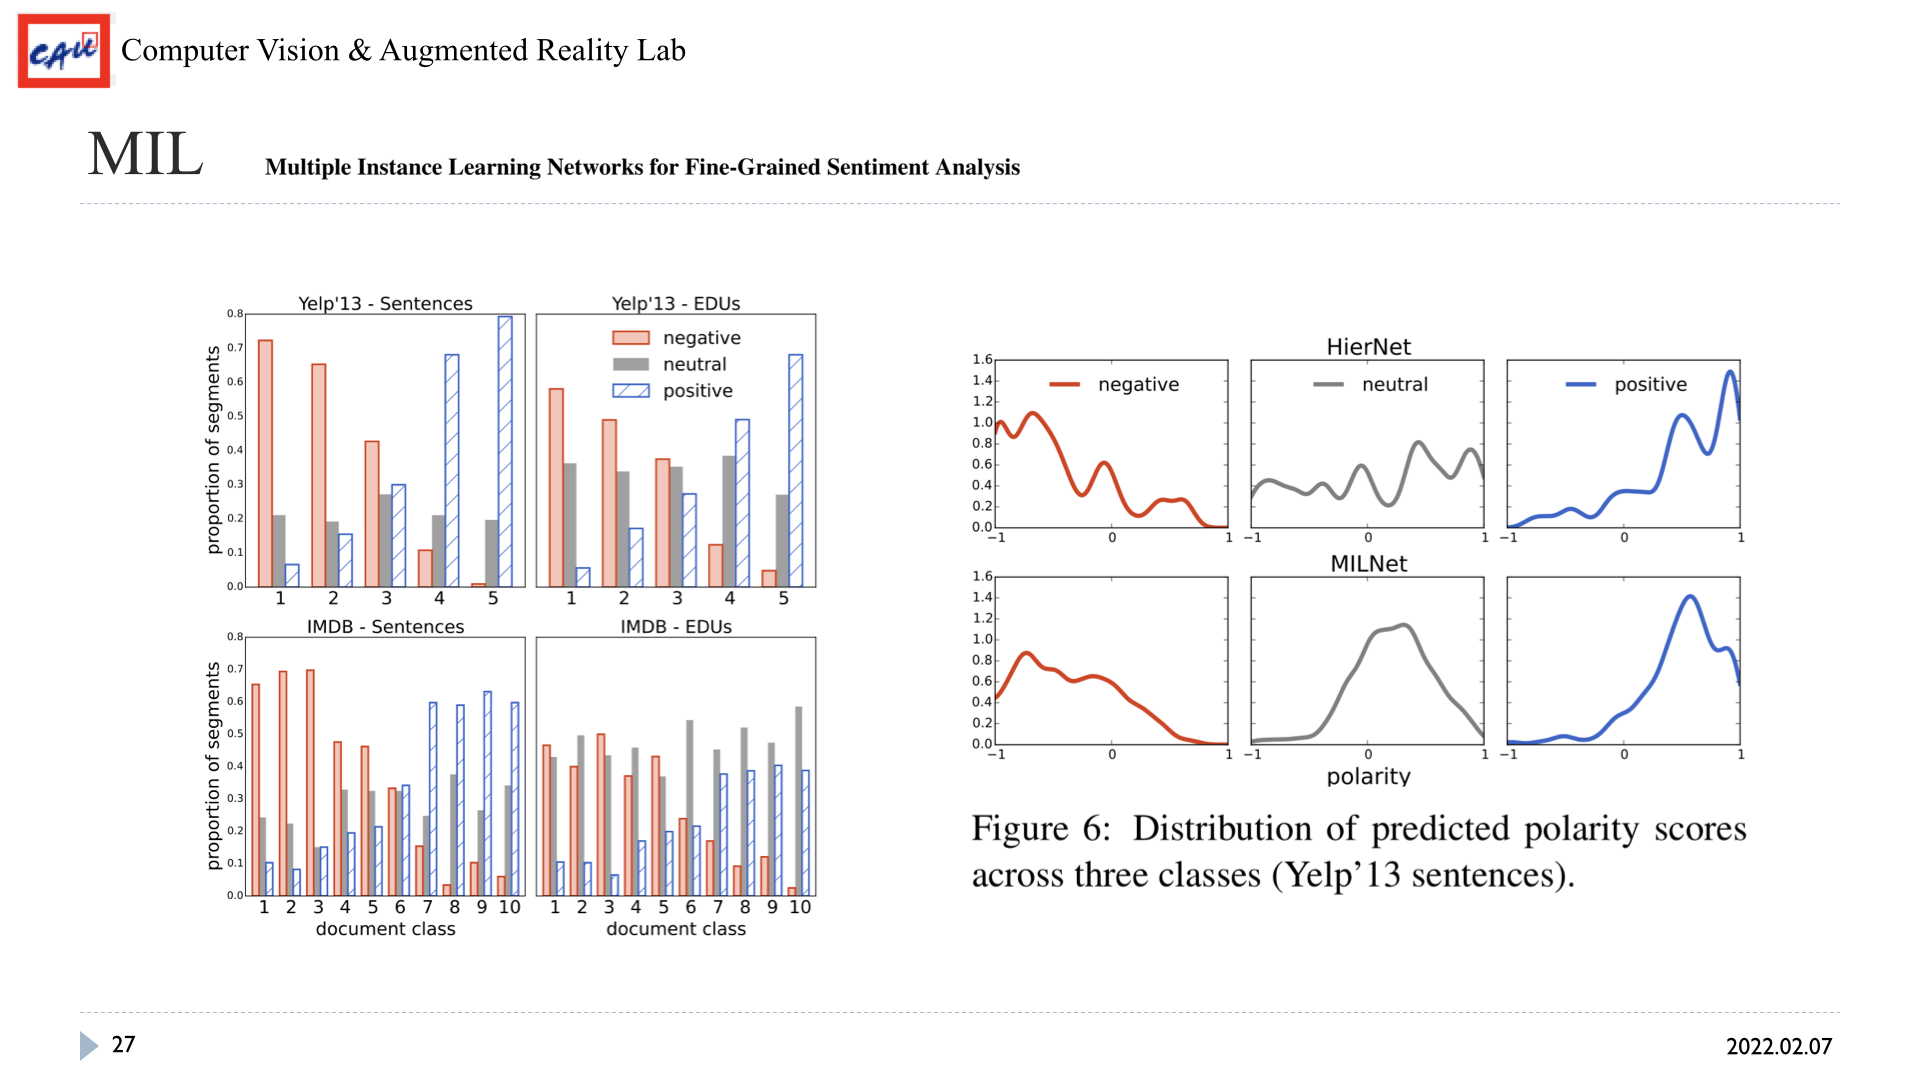 CAU
Computer Vision & Augmented Reality Lab
MIL
Multiple Instance Learning Networks for Fine-Grained Sentiment Analysis
Yelp'13 - Sentences
Yelp'13 - EDUs
proportion of segments
0.8
0.7
0.6
0.5
0.4
0.3
0.2
0.1
0.0
negative
neutral
positive
1 2 3 4 5
1 2 3 4 5
IMDB - Sentences
IMDB - EDUs
proportion of segments
0.8
0.7
0.6
0.5
0.4
0.3
0.2
0.1
0.0
1 2 3 4 5 6 7 8 9 10
1 2 3 4 5 6 7 8 9 10
document class
document class
HierNet
1.6
1.4
1.2
1.0
0.8
0.6
0.4
0.2
0.0
negative
neutral
positive
−1 0 1
−1 0 1
−1 0 1
MILNet
1.6
1.4
1.2
1.0
0.8
0.6
0.4
0.2
0.0
−1 0 1
−1 0 1
−1 0 1
polarity
Figure 6: Distribution of predicted polarity scores
across three classes (Yelp'13 sentences).
27
2022.02.07